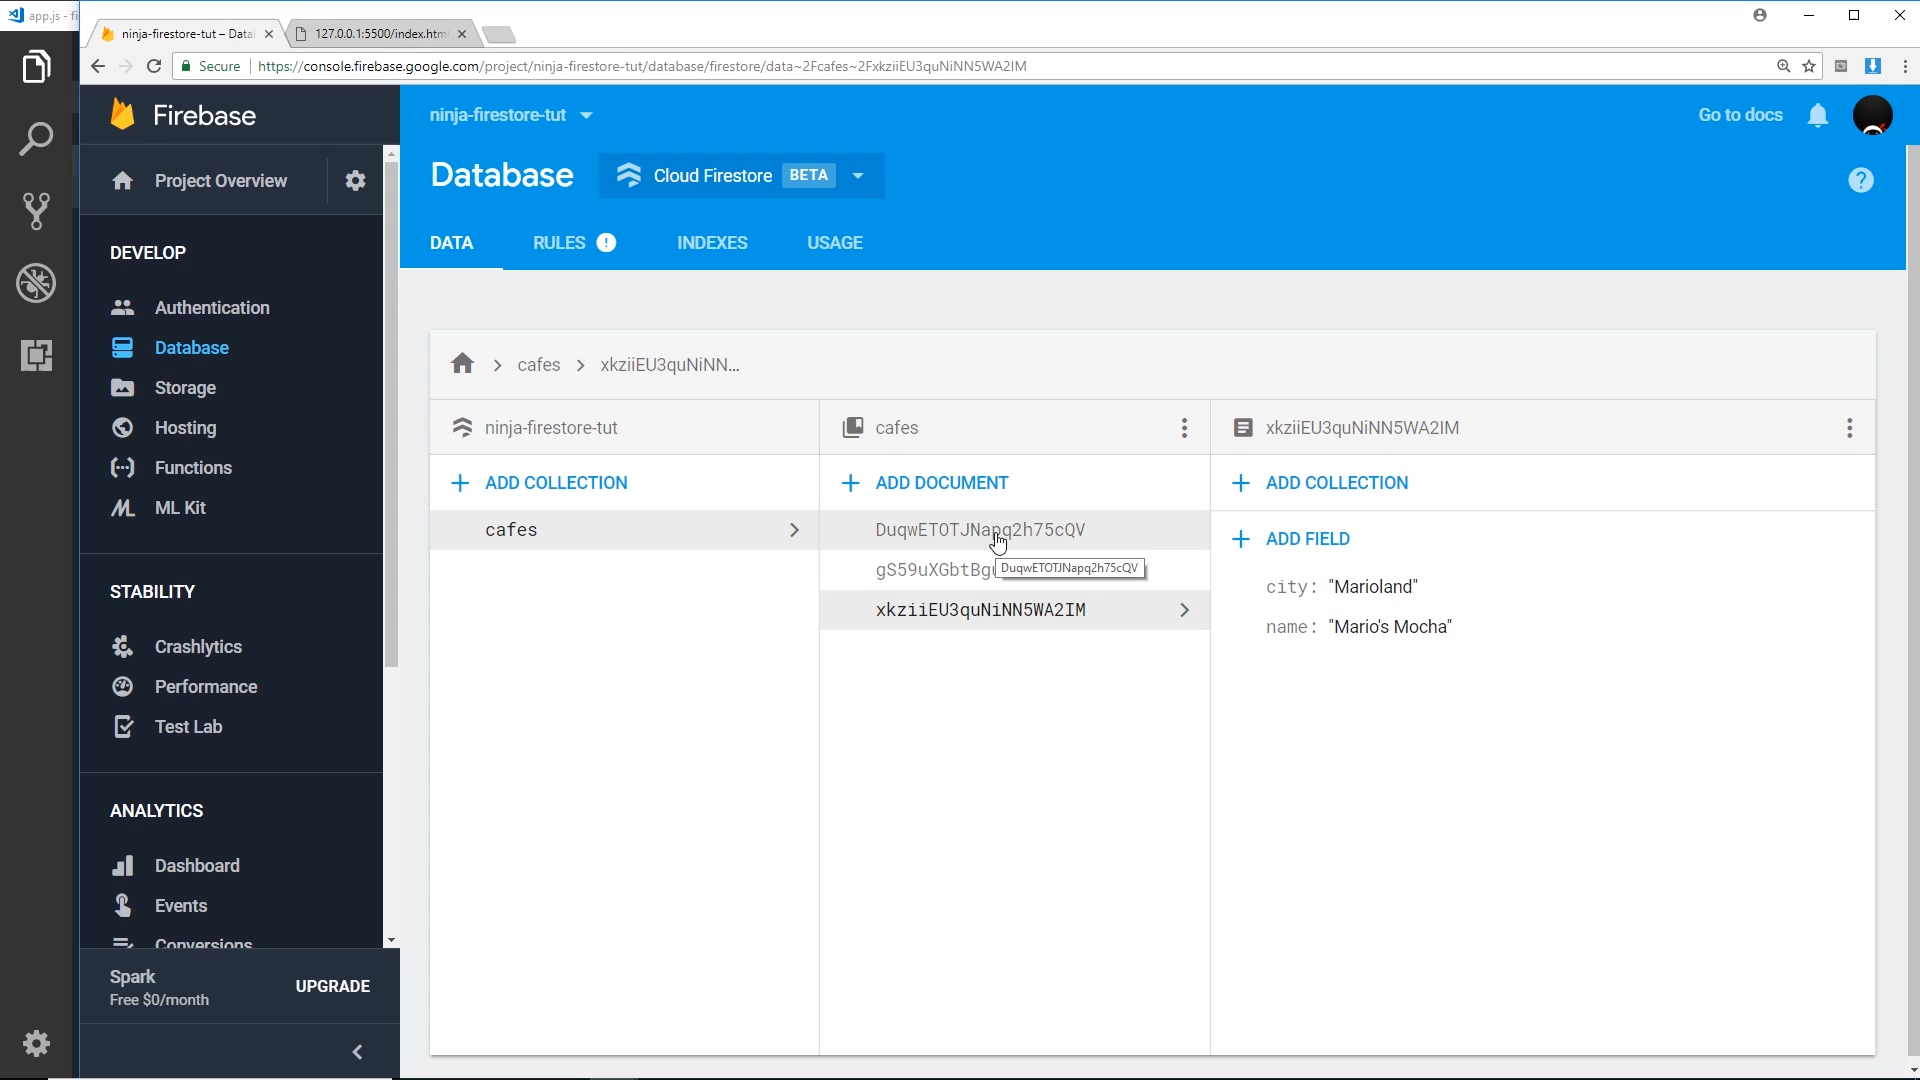 app.js - fi
ninja-firestore-tut – Data
127.0.0.1:5500/index.htm
Secure
https://console.firebase.google.com/project/ninja-firestore-tut/database/firestore/data~2Fcafes~2FxkziiEU3quNiNN5WA2IM
Firebase
ninja-firestore-tut
Go to docs
Project Overview
Database
Cloud Firestore BETA
DATA
RULES
INDEXES
USAGE
DEVELOP
Authentication
Database
Storage
Hosting
Functions
ML Kit
STABILITY
Crashlytics
Performance
Test Lab
ANALYTICS
Dashboard
Events
Conversions
Spark
Free $0/month
UPGRADE
cafes
xkziiEU3quNiNN...
ninja-firestore-tut
ADD COLLECTION
cafes
cafes
ADD DOCUMENT
DuqwETOTJNapq2h75cQV
gS59uXGbtBgu
DuqwETOTJNapq2h75cQV
xkziiEU3quNiNN5WA2IM
xkziiEU3quNiNN5WA2IM
ADD COLLECTION
ADD FIELD
city: "Marioland"
name: "Mario's Mocha"